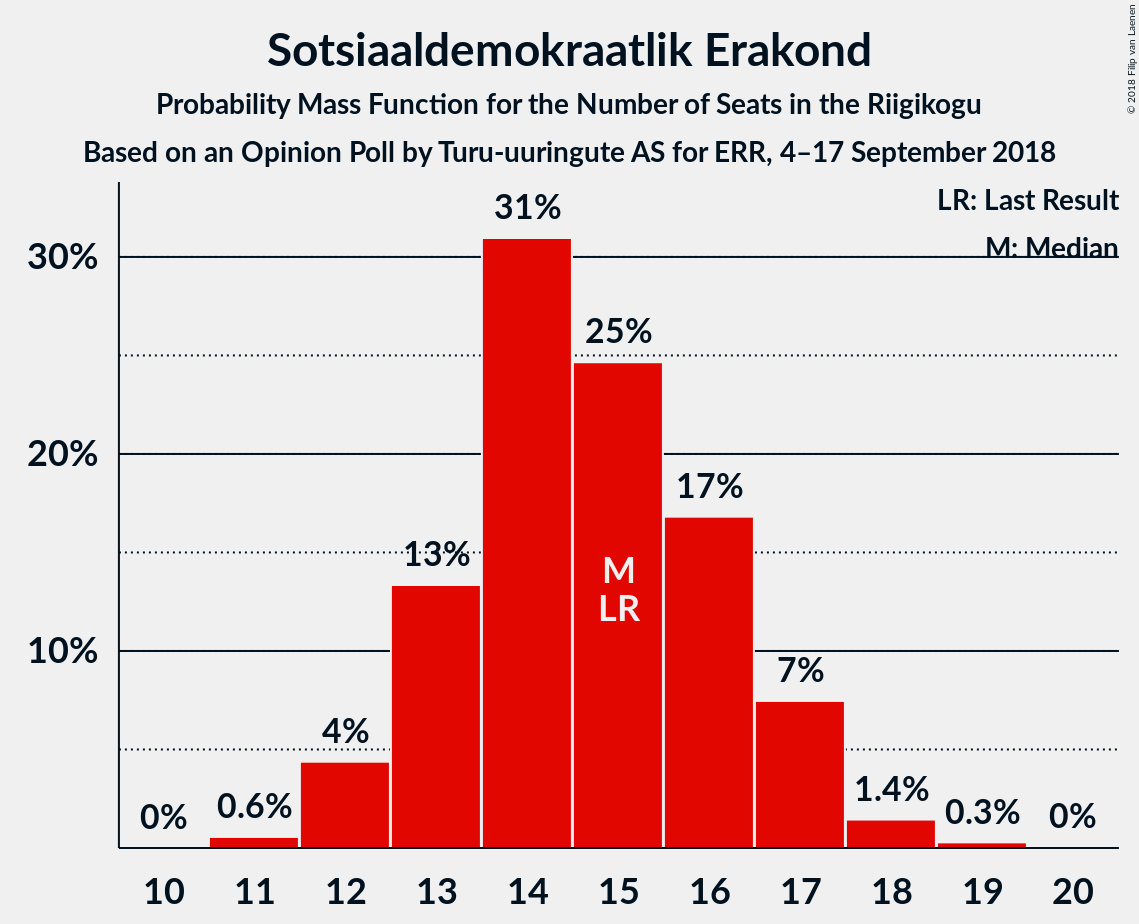 Sotsiaaldemokraatlik Erakond
Probability Mass Function for the Number of Seats in the Riigikogu
Based on an Opinion Poll by Turu-uuringute AS for ERR, 4–17 September 2018
© 2018 Filip van Laenen
LR: Last Result
M: Median
30%
20%
10%
0%
0.6%
4%
13%
31%
25%
17%
7%
1.4%
0.3%
0%
M
LR
10 11 12 13 14 15 16 17 18 19 20